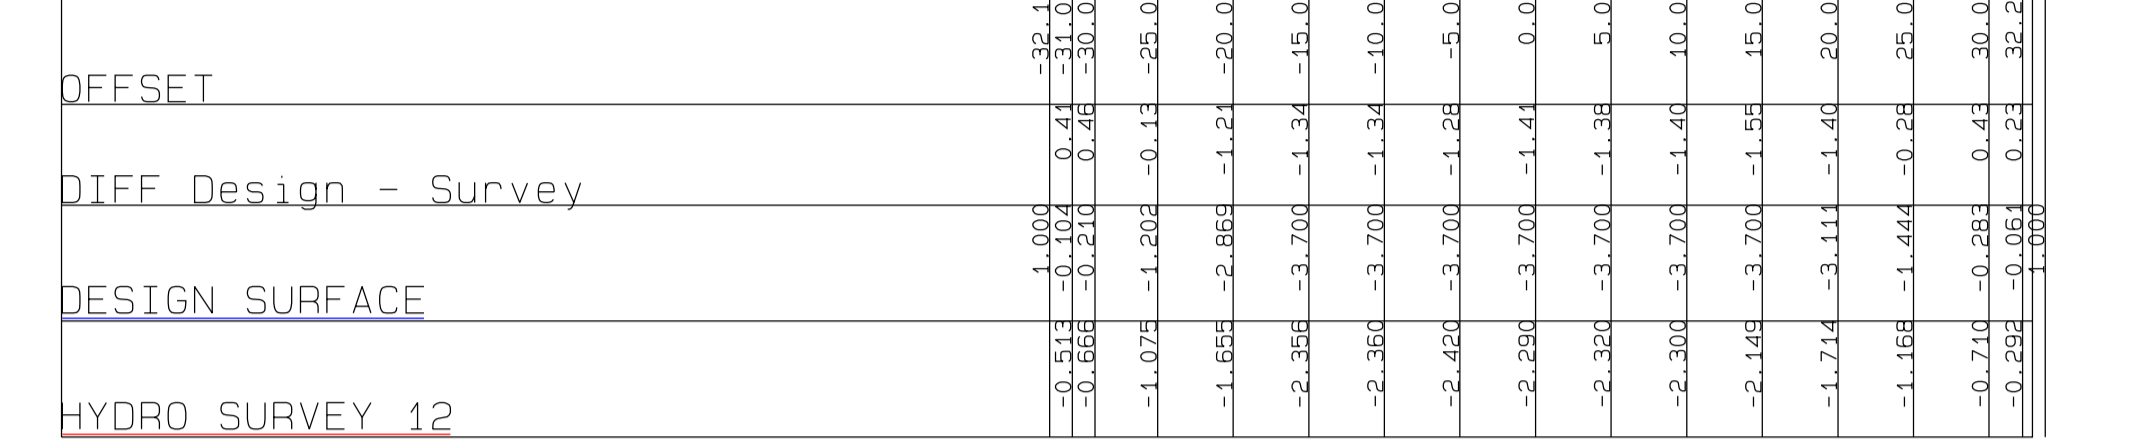 OFFSET -32.1 -31.0 -30.0 -25.0 -20.0 -15.0 -10.0 -5.0 0.0 5.0 10.0 15.0 20.0 25.0 30.0 32.2
DIFF Design - Survey 0.41 0.46 -0.13 -1.21 -1.34 -1.34 -1.28 -1.41 -1.38 -1.40 -1.55 -1.40 -0.28 0.43 0.23
DESIGN SURFACE 1.000 -0.104 -0.210 -1.202 -2.869 -3.700 -3.700 -3.700 -3.700 -3.700 -3.700 -3.700 -3.111 -1.444 -0.283 -0.061 1.000
HYDRO SURVEY 12 -0.513 -0.666 -1.075 -1.655 -2.356 -2.360 -2.420 -2.290 -2.320 -2.300 -2.149 -1.714 -1.168 -0.710 -0.292